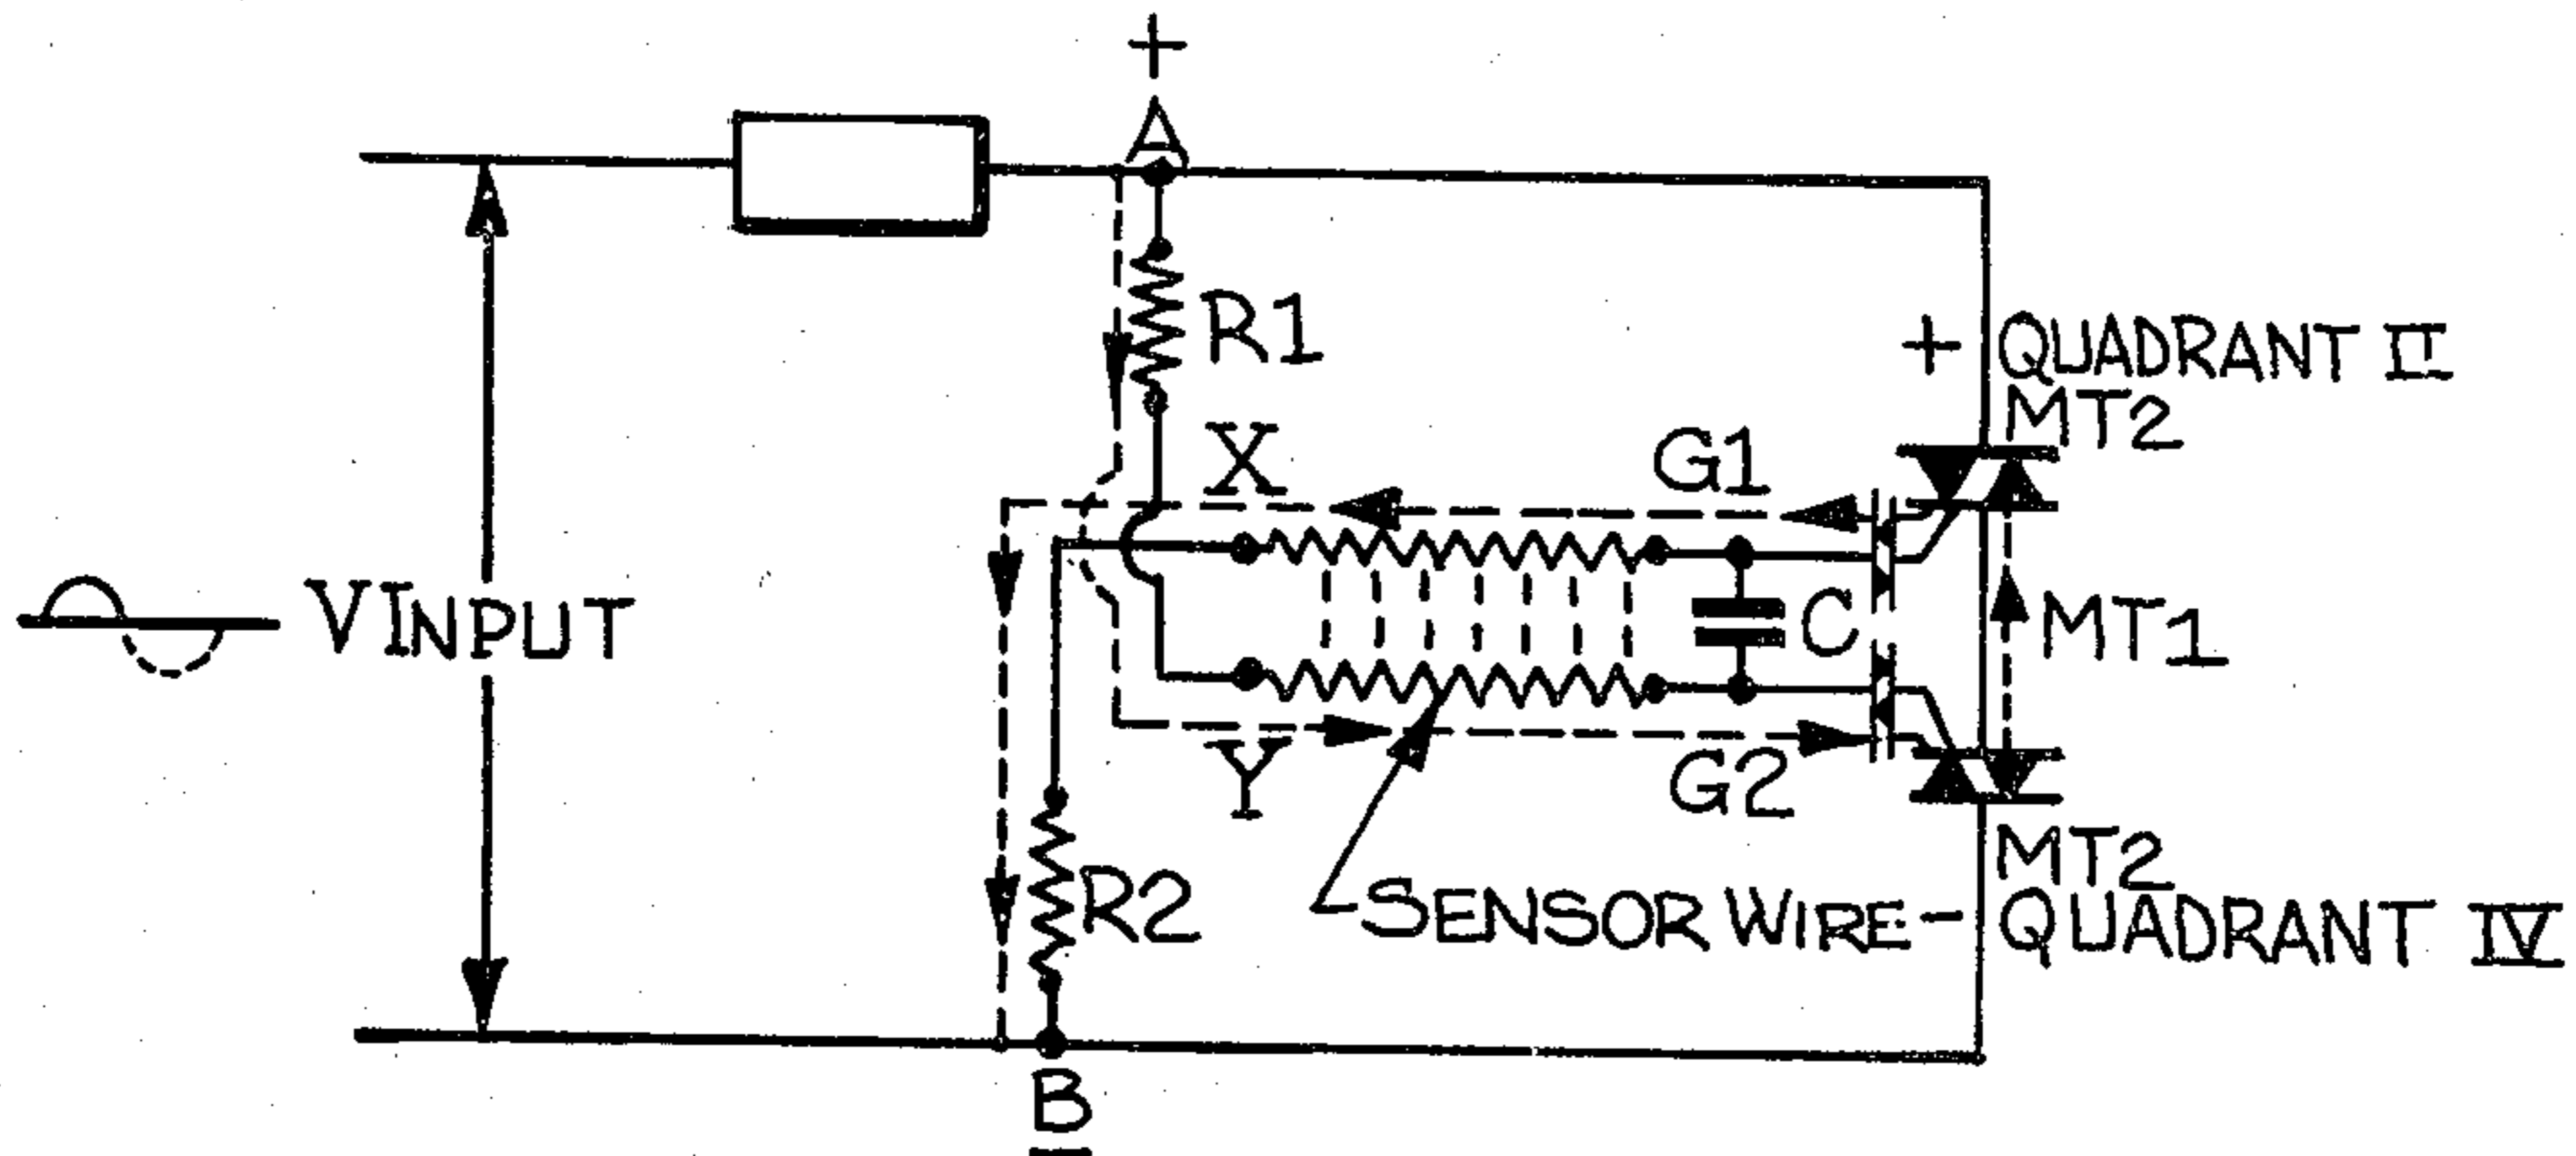 +
A
R1
+ QUADRANT II
MT2
X
G1
VINPUT
C
MT1
Y
G2
MT2
R2
SENSOR WIRE
- QUADRANT IV
B
-